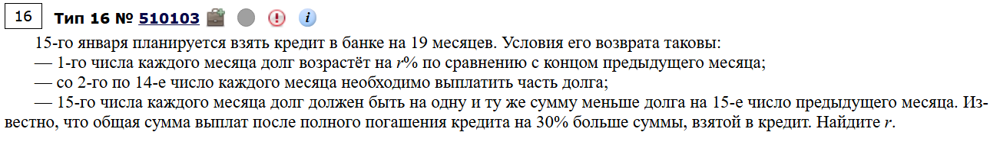 16 Тип 16 № 510103 i
15-го января планируется взять кредит в банке на 19 месяцев. Условия его возврата таковы:
— 1-го числа каждого месяца долг возрастёт на r% по сравнению с концом предыдущего месяца;
— со 2-го по 14-е число каждого месяца необходимо выплатить часть долга;
— 15-го числа каждого месяца долг должен быть на одну и ту же сумму меньше долга на 15-е число предыдущего месяца. Из-
вестно, что общая сумма выплат после полного погашения кредита на 30% больше суммы, взятой в кредит. Найдите r.